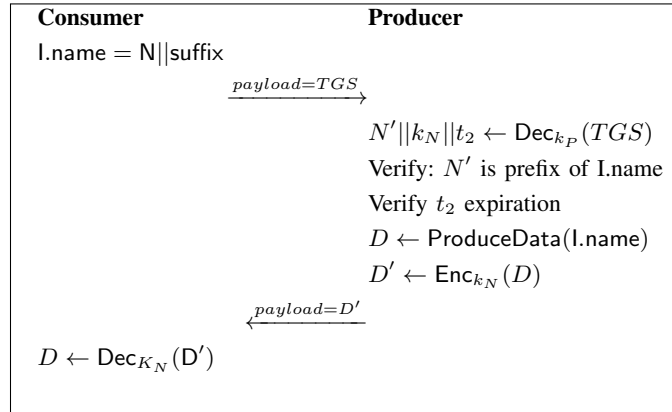 Consumer Producer
I.name = N||suffix
payload=TGS
N′||k_N||t_2 ← Dec_{k_P}(TGS)
Verify: N′ is prefix of I.name
Verify t_2 expiration
D ← ProduceData(I.name)
D′ ← Enc_{k_N}(D)
payload=D′
D ← Dec_{K_N}(D′)